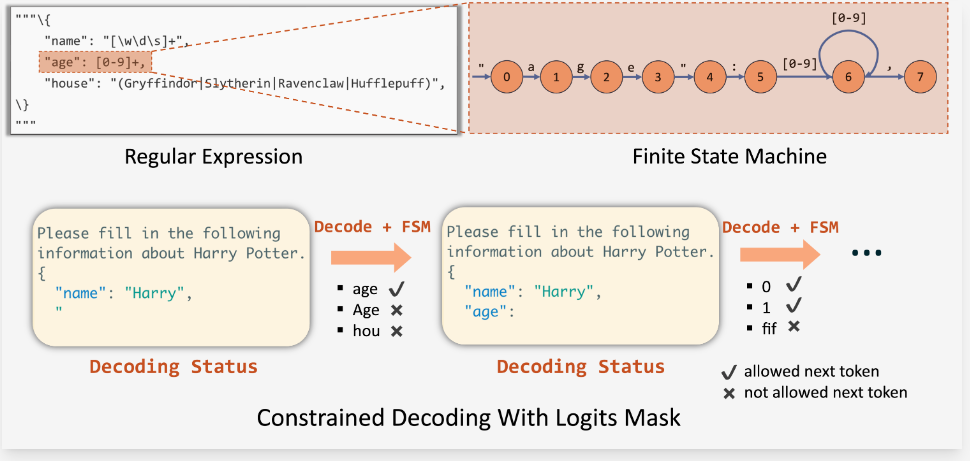 """\{
"name": "[\w\d\s]+",
"age": [0-9]+,
"house": "(Gryffindor|Slytherin|Ravenclaw|Hufflepuff)",
\}
"""
Regular Expression
[0-9]
" a g e " : [0-9] ,
0 1 2 3 4 5 6 7
Finite State Machine
Please fill in the following
information about Harry Potter.
{
"name": "Harry",
"
Decoding Status
Decode + FSM
▪ age ✓
▪ Age ✗
▪ hou ✗
Please fill in the following
information about Harry Potter.
{
"name": "Harry",
"age":
Decoding Status
Decode + FSM
...
▪ 0 ✓
▪ 1 ✓
▪ fif ✗
✓ allowed next token
✗ not allowed next token
Constrained Decoding With Logits Mask